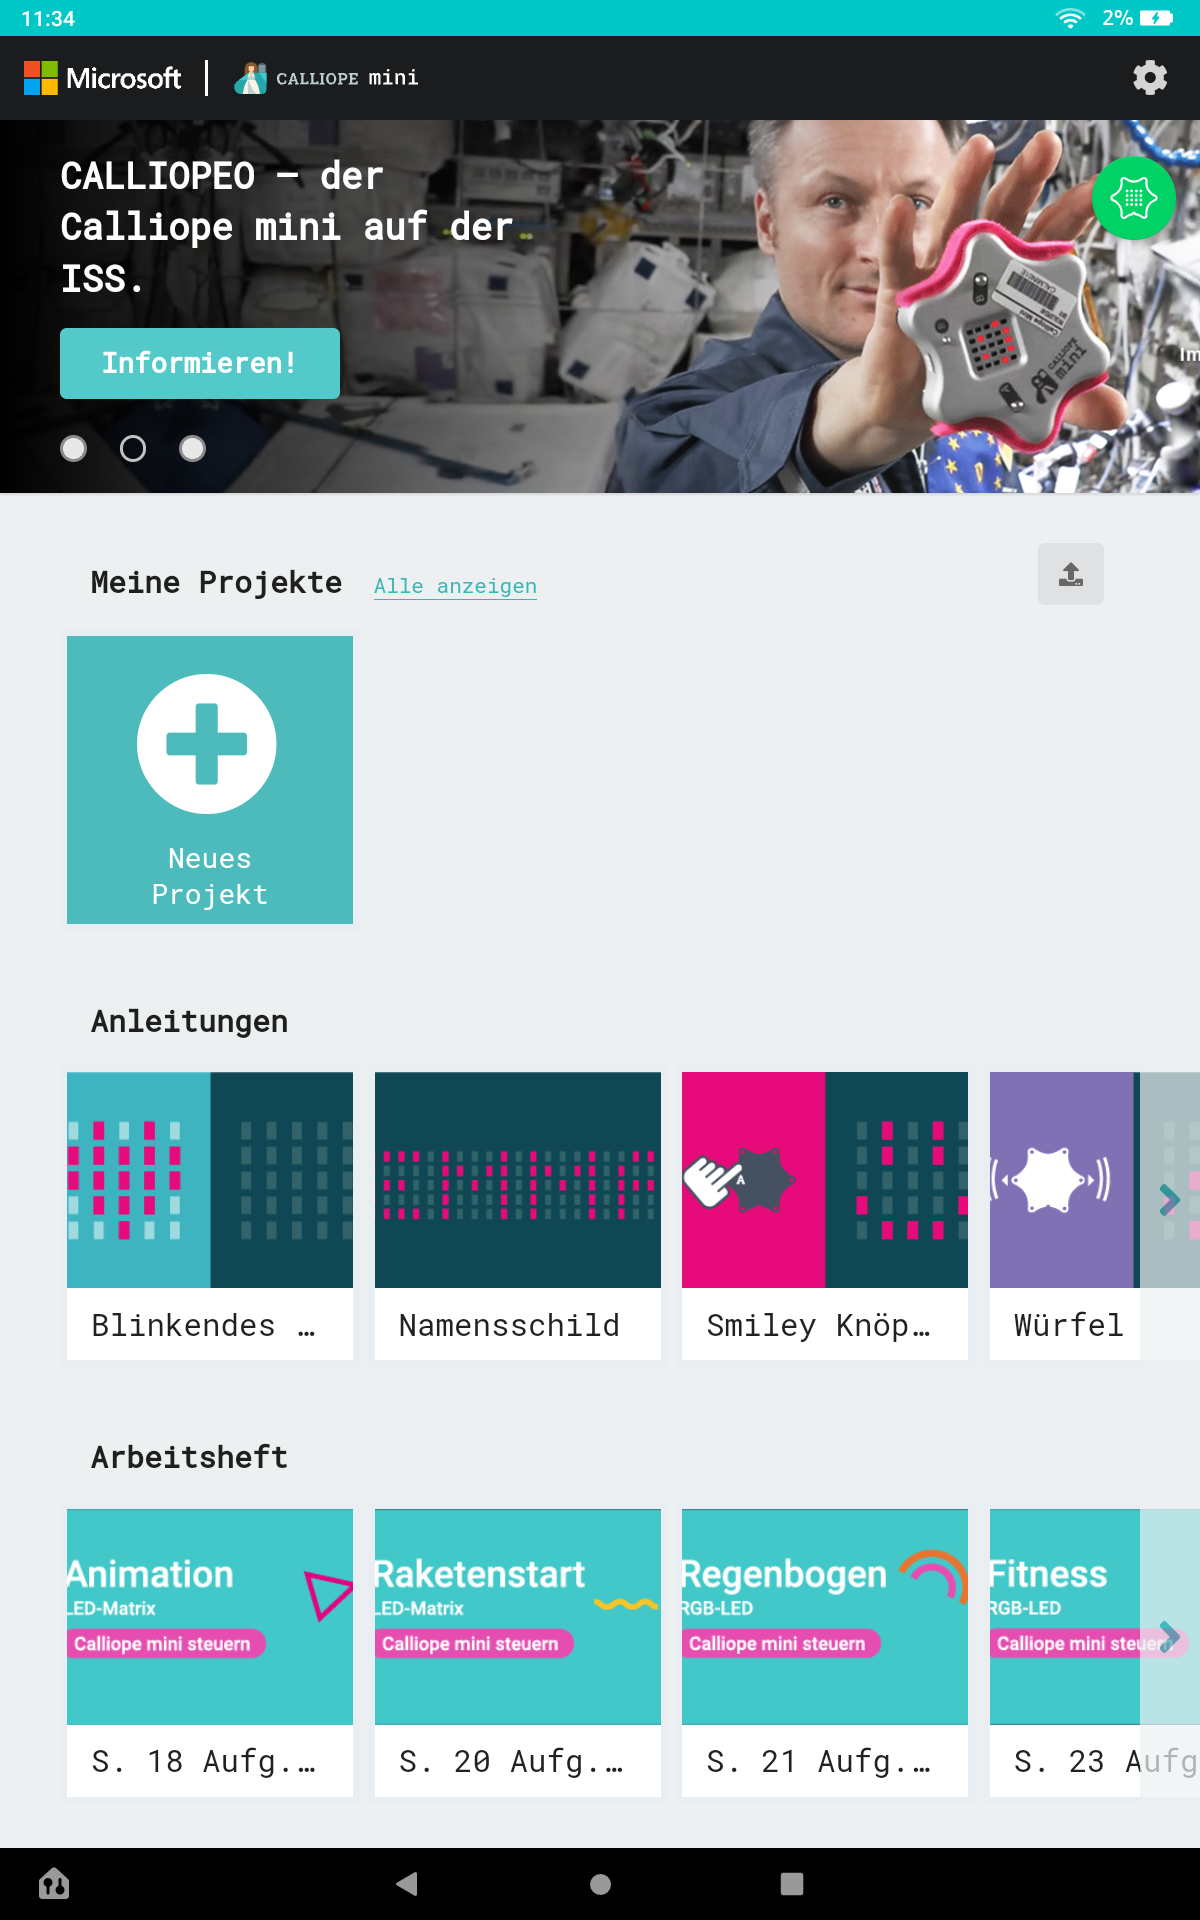 11:34
2%
Microsoft
CALLIOPE mini
CALLIOPEO – der
Calliope mini auf der
ISS.
Informieren!
Im
Meine Projekte
Alle anzeigen
Neues
Projekt
Anleitungen
Blinkendes …
A
Namensschild
Smiley Knöp…
Würfel
Arbeitsheft
Animation
LED-Matrix
Calliope mini steuern
Raketenstart
LED-Matrix
Calliope mini steuern
Regenbogen
RGB-LED
Calliope mini steuern
Fitness
RGB-LED
Calliope mini steuern
S. 18 Aufg.…
S. 20 Aufg.…
S. 21 Aufg.…
S. 23 Aufg